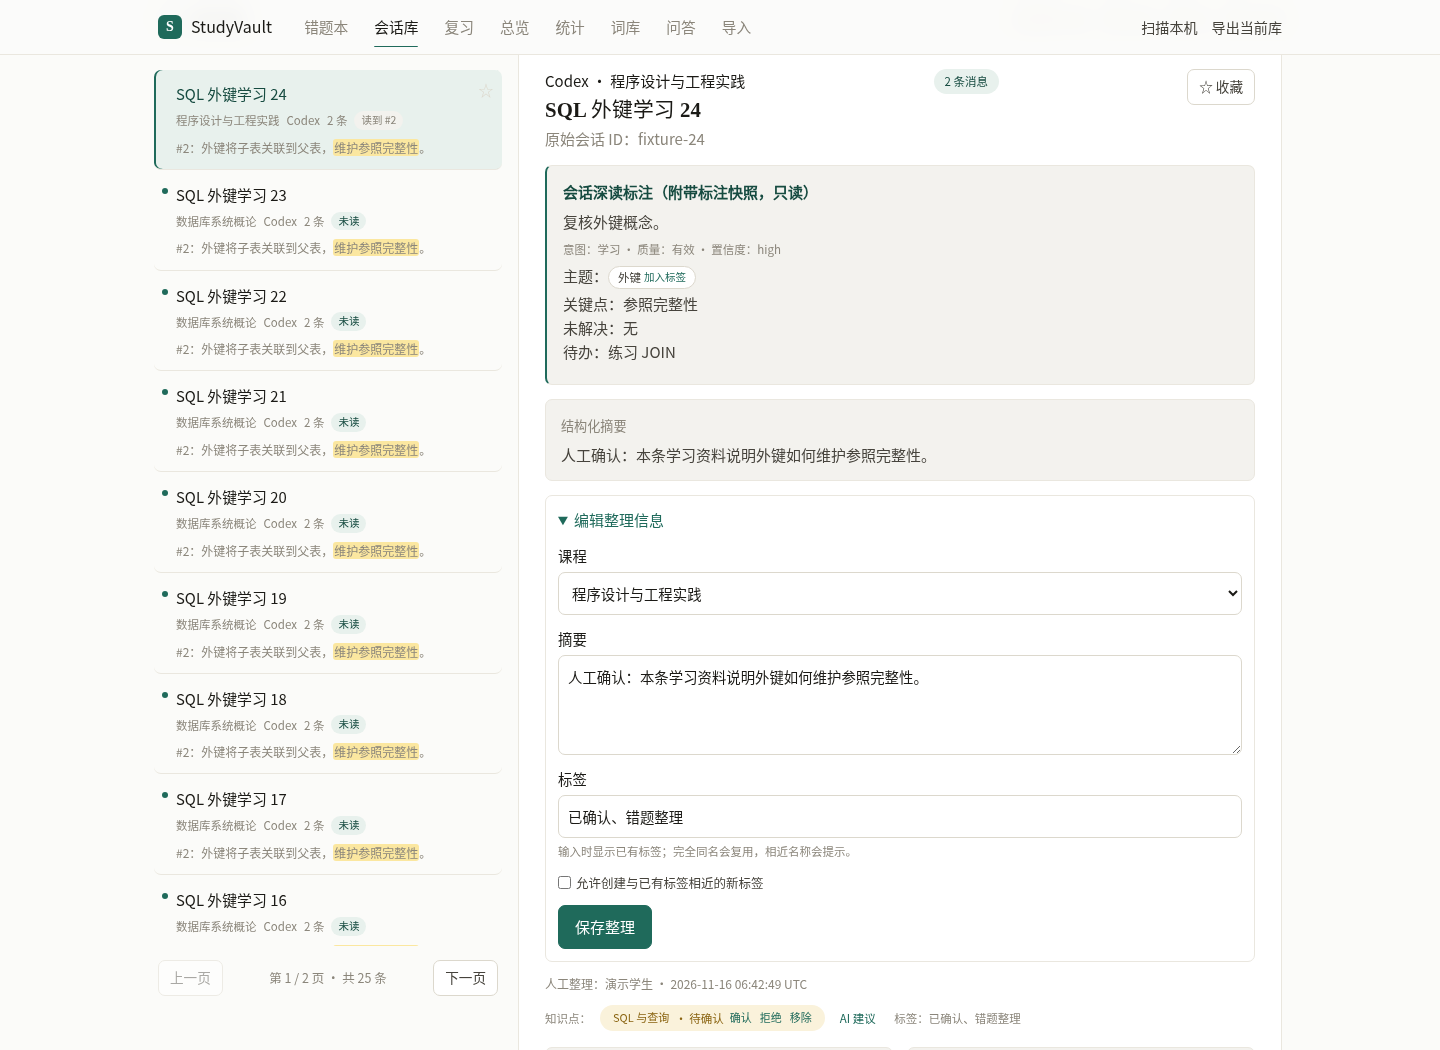 S StudyVault 错题本 会话库 复习 总览 统计 词库 问答 导入 扫描本机 导出当前库
SQL 外键学习 24 ☆
程序设计与工程实践 Codex 2 条 读到 #2
#2：外键将子表关联到父表，维护参照完整性。
SQL 外键学习 23
数据库系统概论 Codex 2 条 未读
#2：外键将子表关联到父表，维护参照完整性。
SQL 外键学习 22
数据库系统概论 Codex 2 条 未读
#2：外键将子表关联到父表，维护参照完整性。
SQL 外键学习 21
数据库系统概论 Codex 2 条 未读
#2：外键将子表关联到父表，维护参照完整性。
SQL 外键学习 20
数据库系统概论 Codex 2 条 未读
#2：外键将子表关联到父表，维护参照完整性。
SQL 外键学习 19
数据库系统概论 Codex 2 条 未读
#2：外键将子表关联到父表，维护参照完整性。
SQL 外键学习 18
数据库系统概论 Codex 2 条 未读
#2：外键将子表关联到父表，维护参照完整性。
SQL 外键学习 17
数据库系统概论 Codex 2 条 未读
#2：外键将子表关联到父表，维护参照完整性。
SQL 外键学习 16
数据库系统概论 Codex 2 条 未读
上一页 第 1 / 2 页 · 共 25 条 下一页
Codex · 程序设计与工程实践 2 条消息 ☆ 收藏
SQL 外键学习 24
原始会话 ID：fixture-24
会话深读标注（附带标注快照，只读）
复核外键概念。
意图：学习 · 质量：有效 · 置信度：high
主题： 外键 加入标签
关键点：参照完整性
未解决：无
待办：练习 JOIN
结构化摘要
人工确认：本条学习资料说明外键如何维护参照完整性。
▼ 编辑整理信息
课程
程序设计与工程实践
摘要
人工确认：本条学习资料说明外键如何维护参照完整性。
标签
已确认、错题整理
输入时显示已有标签；完全同名会复用，相近名称会提示。
允许创建与已有标签相近的新标签
保存整理
人工整理：演示学生 · 2026-11-16 06:42:49 UTC
知识点： SQL 与查询 · 待确认 确认 拒绝 移除 AI 建议 标签：已确认、错题整理